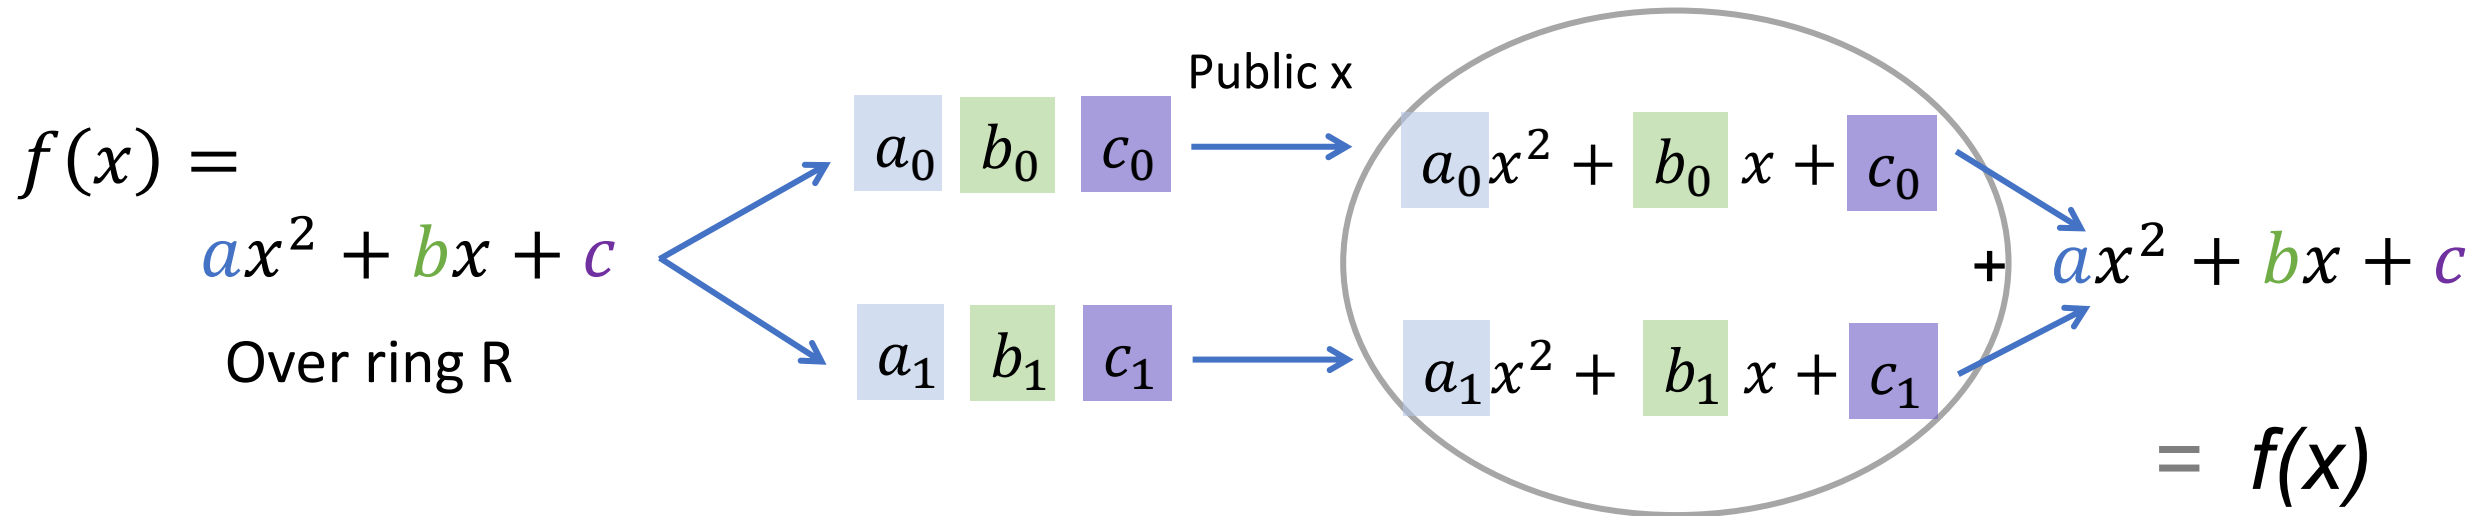 f(x) =
ax² + bx + c
Over ring R
a₀ b₀ c₀
a₁ b₁ c₁
Public x
a₀x² + b₀ x + c₀
+
a₁x² + b₁ x + c₁
ax² + bx + c
= f(x)